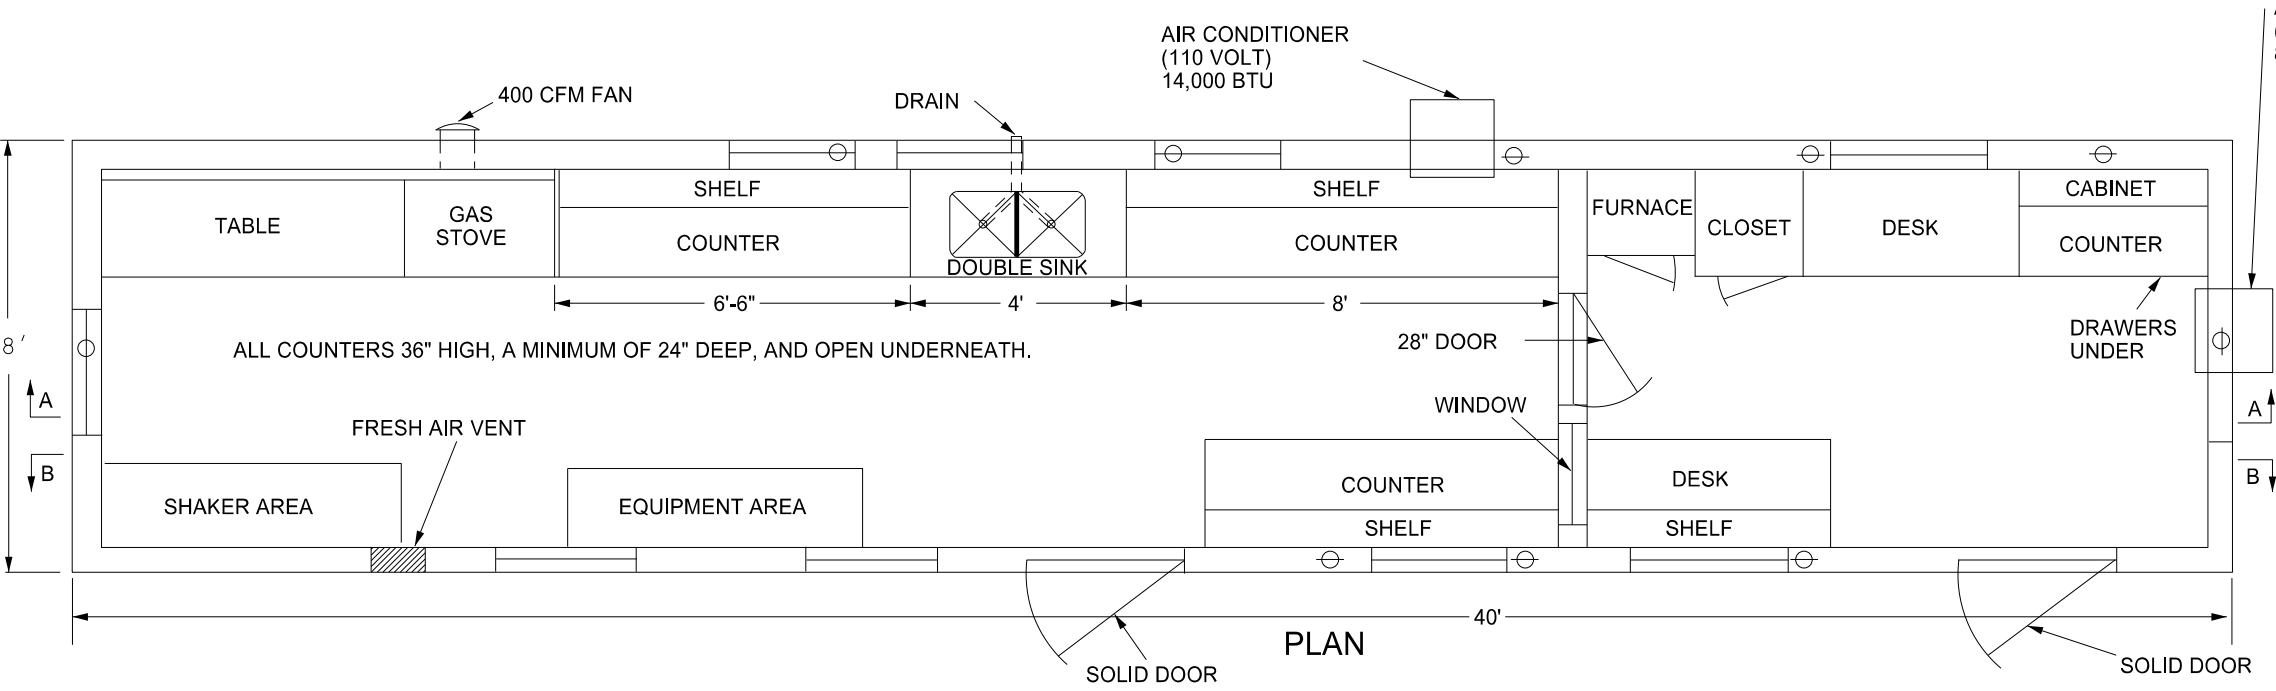 AIR CONDITIONER
(110 VOLT)
14,000 BTU
400 CFM FAN
DRAIN
SHELF
SHELF
CABINET
TABLE
GAS
STOVE
COUNTER
COUNTER
FURNACE
CLOSET
DESK
COUNTER
DOUBLE SINK
6'-6"
4'
8'
8'
ALL COUNTERS 36" HIGH, A MINIMUM OF 24" DEEP, AND OPEN UNDERNEATH.
28" DOOR
DRAWERS
UNDER
A
WINDOW
A
FRESH AIR VENT
B
COUNTER
DESK
B
SHAKER AREA
EQUIPMENT AREA
SHELF
SHELF
40'
PLAN
SOLID DOOR
SOLID DOOR